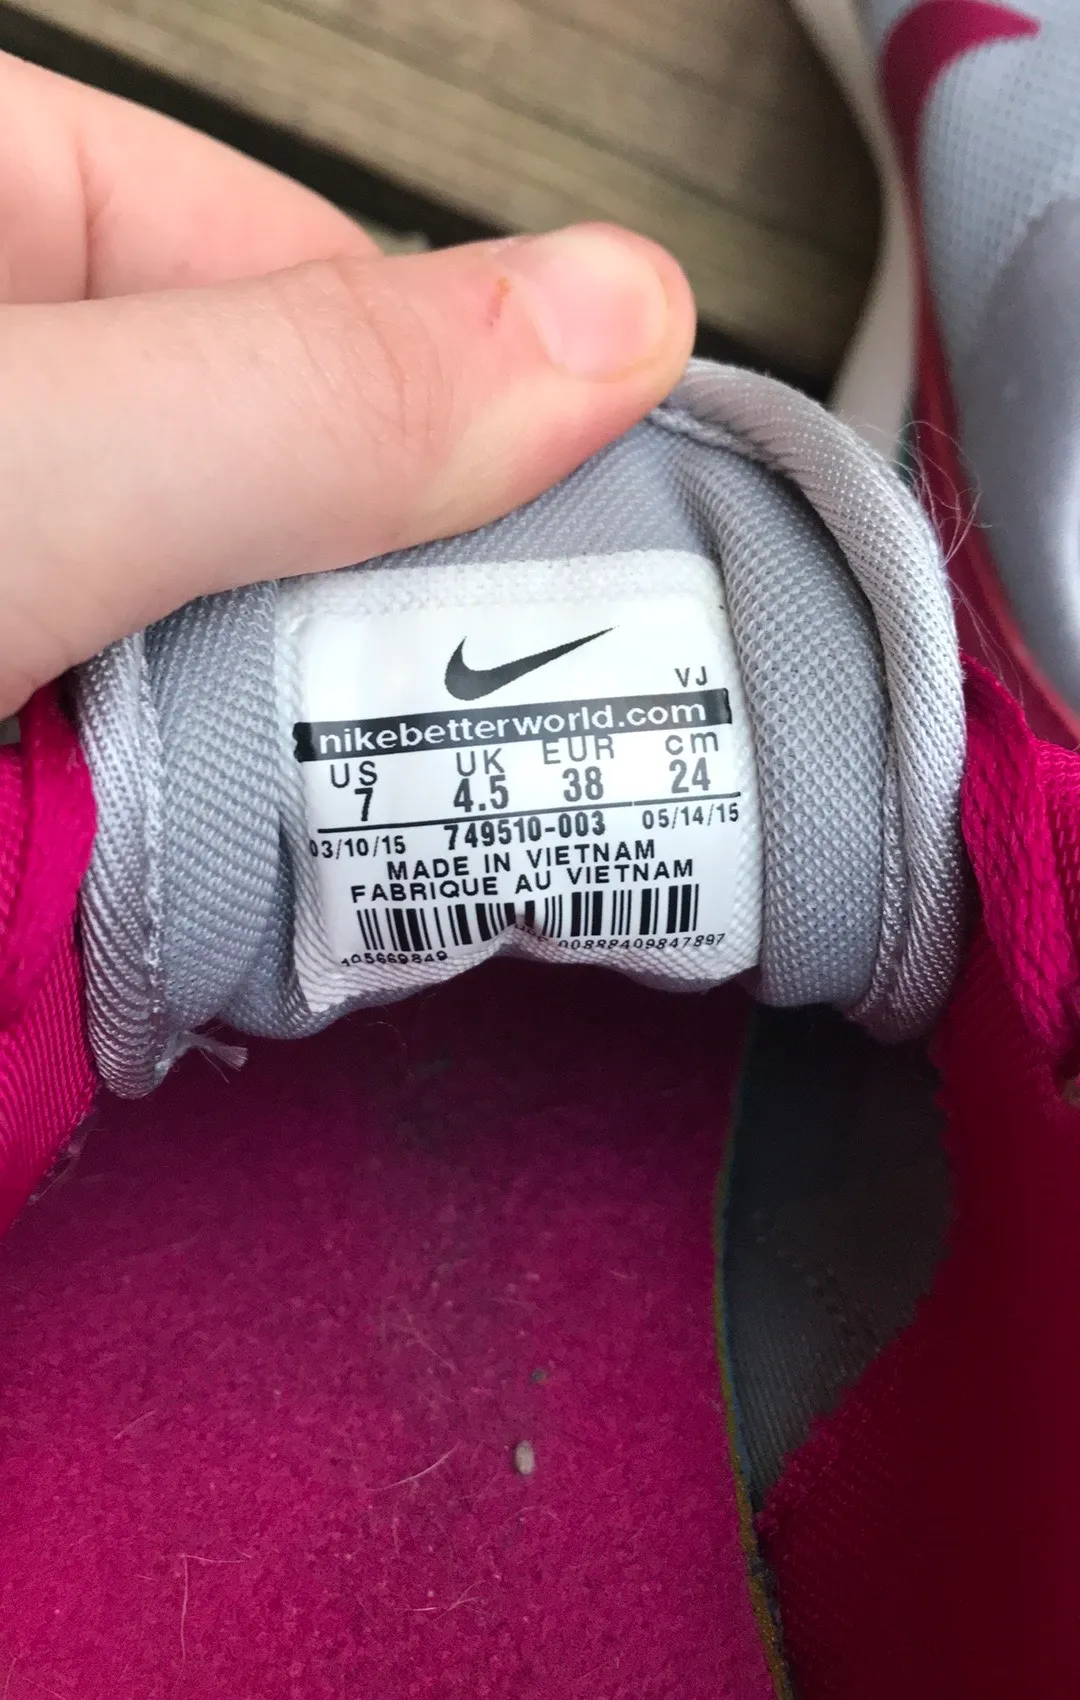 VJ
nikebetterworld.com
US UK EUR cm
7 4.5 38 24
03/10/15 749510-003 05/14/15
MADE IN VIETNAM
FABRIQUE AU VIETNAM
405669849 00888409847897